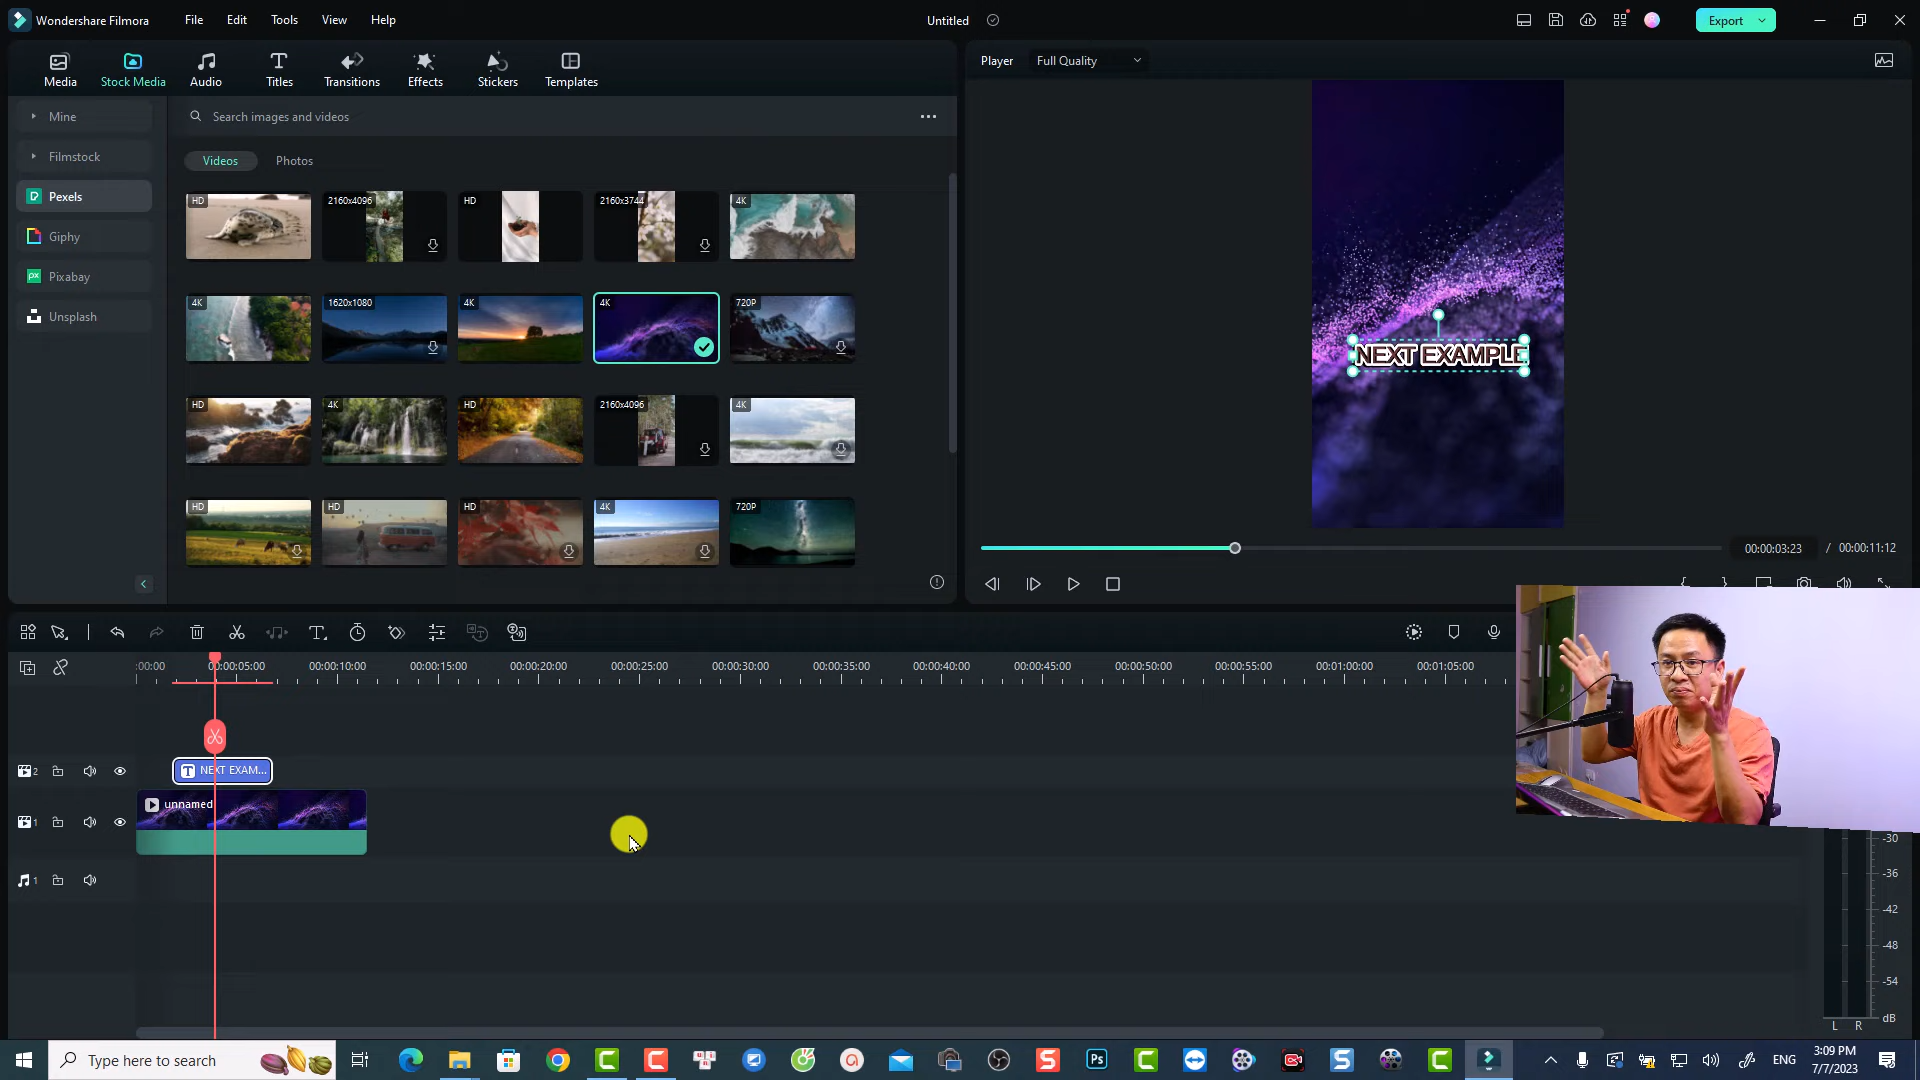 Wondershare Filmora File Edit Tools View Help Untitled Export
Media Stock Media Audio Titles Transitions Effects Stickers Templates
Player Full Quality
Mine
Filmstock
Pexels
Giphy
Pixabay
Unsplash
Search images and videos
Videos Photos
HD 2160x4096 HD 2160x3744 4K
4K 1620x1080 4K 4K 720P
HD 4K HD 2160x4096 4K
HD HD HD 4K 720P
NEXT EXAMPLE
00:00:03:23 / 00:00:11:12
:00:00 00:00:05:00 00:00:10:00 00:00:15:00 00:00:20:00 00:00:25:00 00:00:30:00 00:00:35:00 00:00:40:00 00:00:45:00 00:00:50:00 00:00:55:00 00:01:00:00 00:01:05:00
2 NEXT EXAM...
unnamed
1
1
-30
-36
-42
-48
-54
dB
L R
Type here to search
ENG
3:09 PM
7/7/2023